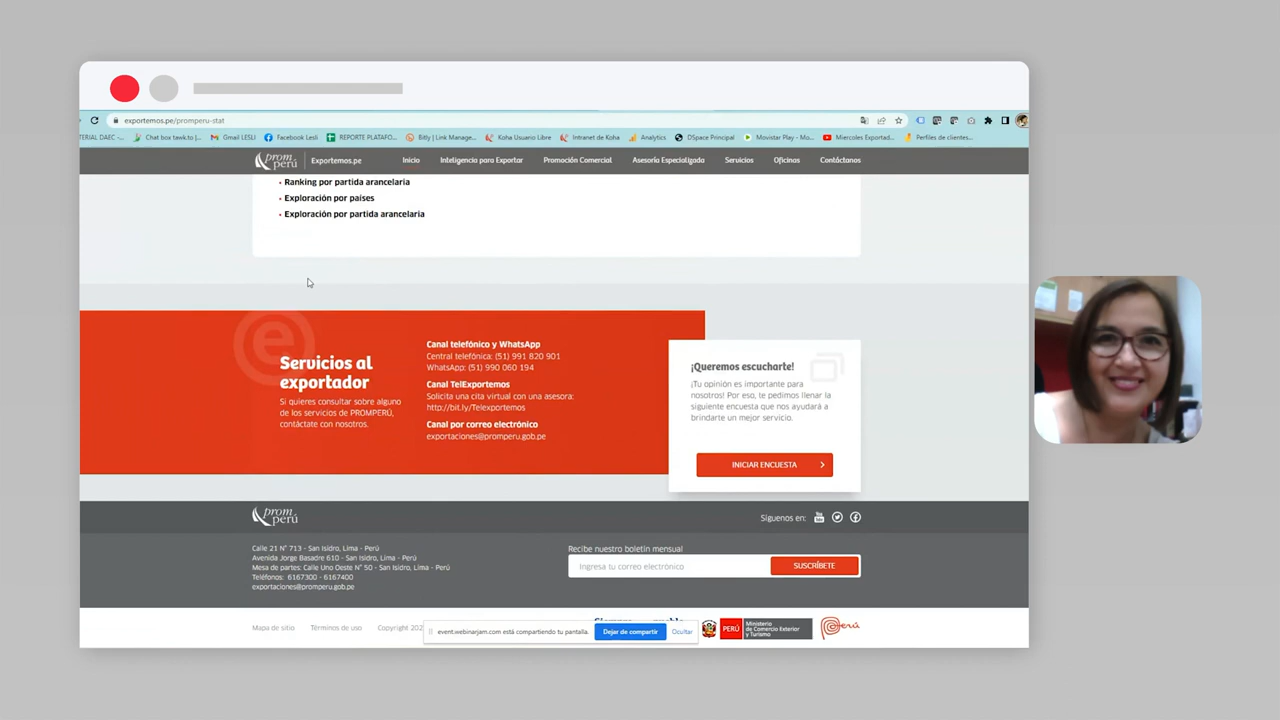 exportemos.pe/promperu-stat
TERIAL DAEC -...
Chat box tawk.to |...
Gmail LESLI
Facebook Lesli
REPORTE PLATAFO...
Bitly | Link Manage...
Koha Usuario Libre
Intranet de Koha
Analytics
DSpace Principal
Movistar Play - Mo...
Miercoles Exportad...
Perfiles de clientes...
prom perú
Exportemos.pe
Inicio
Inteligencia para Exportar
Promoción Comercial
Asesoría Especializada
Servicios
Oficinas
Contáctanos
• Ranking por partida arancelaria
• Exploración por países
• Exploración por partida arancelaria
Servicios al
exportador
Si quieres consultar sobre alguno
de los servicios de PROMPERÚ,
contáctate con nosotros.
Canal telefónico y WhatsApp
Central telefónica: (51) 991 820 901
WhatsApp: (51) 990 060 194
Canal TelExportemos
Solicita una cita virtual con una asesora:
http://bit.ly/Telexportemos
Canal por correo electrónico
exportaciones@promperu.gob.pe
¡Queremos escucharte!
¡Tu opinión es importante para
nosotros! Por eso, te pedimos llenar la
siguiente encuesta que nos ayudará a
brindarte un mejor servicio.
INICIAR ENCUESTA
prom
perú
Síguenos en:
Calle 21 N° 713 - San Isidro, Lima - Perú
Avenida Jorge Basadre 610 - San Isidro, Lima - Perú
Mesa de partes: Calle Uno Oeste N° 50 - San Isidro, Lima - Perú
Teléfonos: 6167300 - 6167400
exportaciones@promperu.gob.pe
Recibe nuestro boletín mensual
Ingresa tu correo electrónico
SUSCRÍBETE
Mapa de sitio
Términos de uso
Copyright 202
event.webinarjam.com está compartiendo tu pantalla.
Dejar de compartir
Ocultar
PERÚ
Ministerio
de Comercio Exterior
y Turismo
Perú